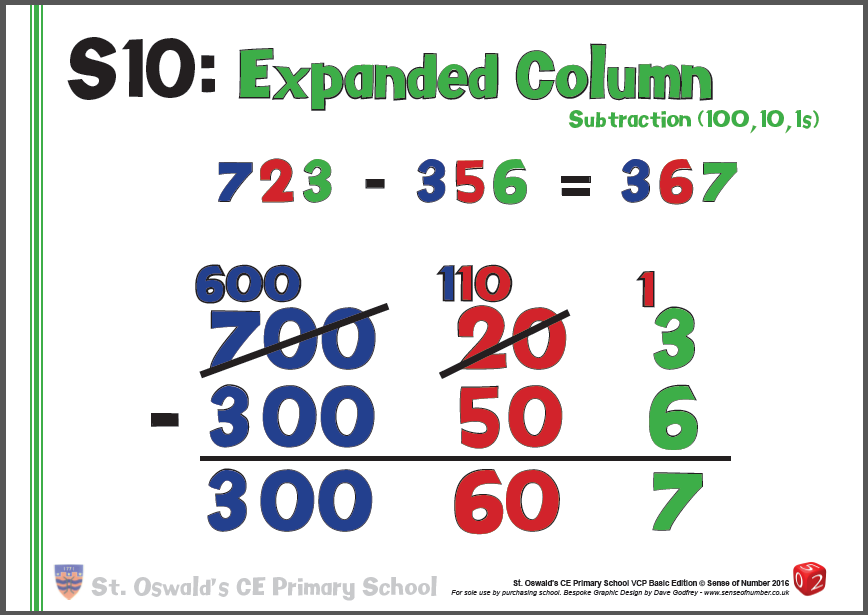 S10: Expanded Column
Subtraction (100,10,1s)
723 - 356 = 367
600 110 1
700 20 3
- 300 50 6
300 60 7
St. Oswald's CE Primary School
St. Oswald's CE Primary School VCP Basic Edition © Sense of Number 2016
For sole use by purchasing school. Bespoke Graphic Design by Dave Godfrey - www.senseofnumber.co.uk